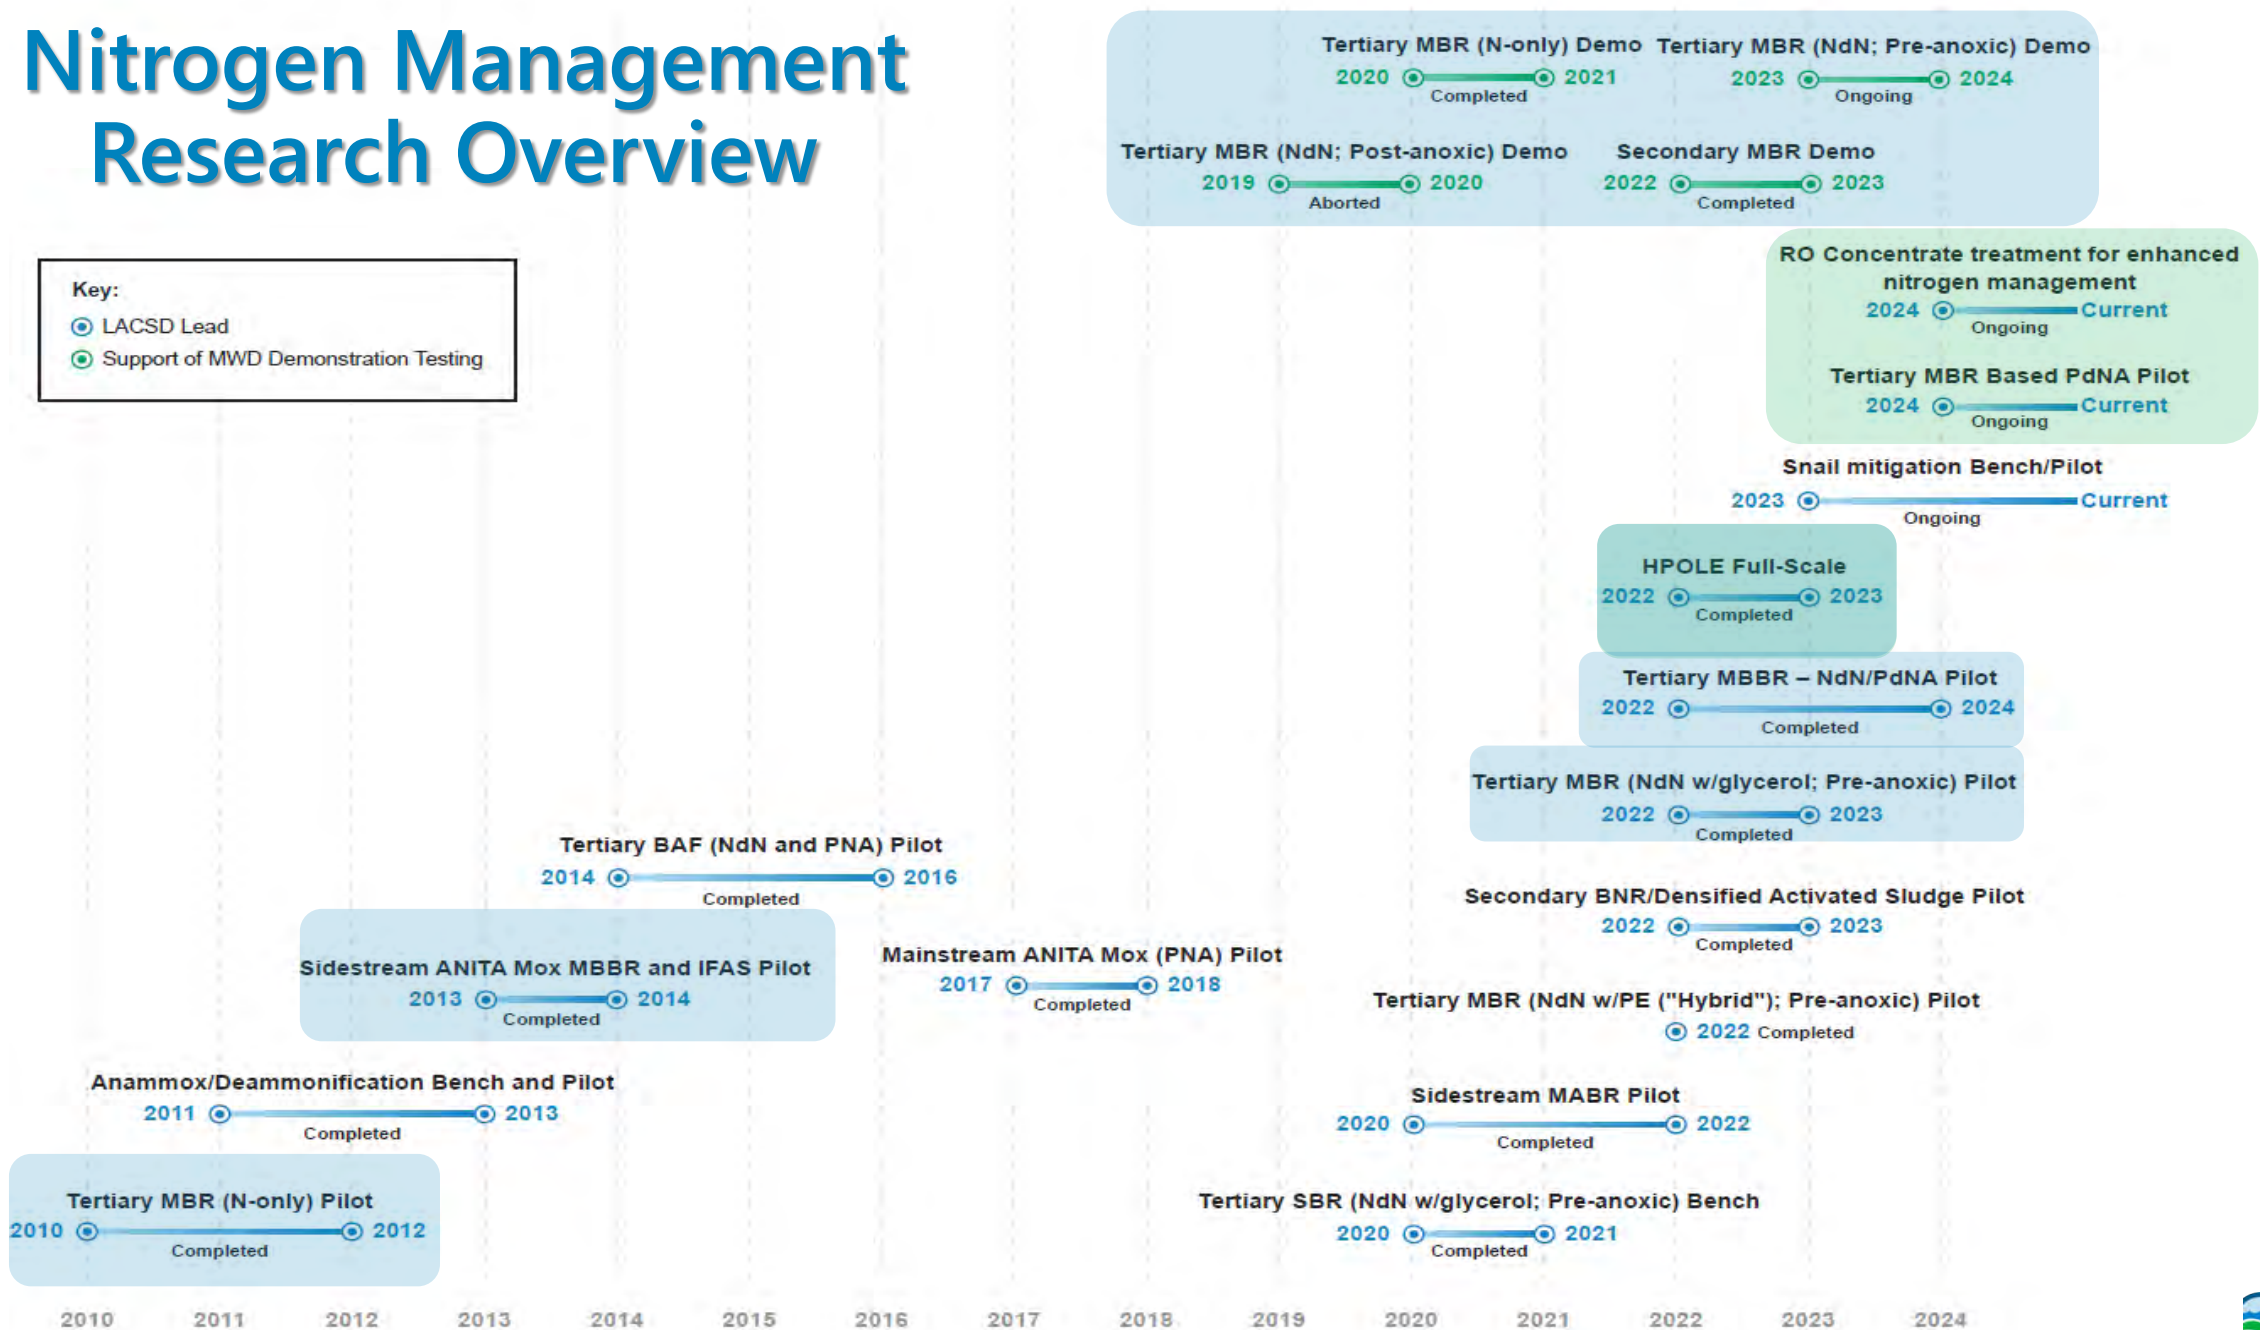 Nitrogen Management
Research Overview
Key:
LACSD Lead
Support of MWD Demonstration Testing
Tertiary MBR (N-only) Demo
2020 2021
Completed
Tertiary MBR (NdN; Pre-anoxic) Demo
2023 2024
Ongoing
Tertiary MBR (NdN; Post-anoxic) Demo
2019 2020
Aborted
Secondary MBR Demo
2022 2023
Completed
RO Concentrate treatment for enhanced
nitrogen management
2024 Current
Ongoing
Tertiary MBR Based PdNA Pilot
2024 Current
Ongoing
Snail mitigation Bench/Pilot
2023 Current
Ongoing
HPOLE Full-Scale
2022 2023
Completed
Tertiary MBBR – NdN/PdNA Pilot
2022 2024
Completed
Tertiary MBR (NdN w/glycerol; Pre-anoxic) Pilot
2022 2023
Completed
Tertiary BAF (NdN and PNA) Pilot
2014 2016
Completed
Secondary BNR/Densified Activated Sludge Pilot
2022 2023
Completed
Sidestream ANITA Mox MBBR and IFAS Pilot
2013 2014
Completed
Mainstream ANITA Mox (PNA) Pilot
2017 2018
Completed
Tertiary MBR (NdN w/PE ("Hybrid"); Pre-anoxic) Pilot
2022 Completed
Anammox/Deammonification Bench and Pilot
2011 2013
Completed
Sidestream MABR Pilot
2020 2022
Completed
Tertiary MBR (N-only) Pilot
2010 2012
Completed
Tertiary SBR (NdN w/glycerol; Pre-anoxic) Bench
2020 2021
Completed
2010 2011 2012 2013 2014 2015 2016 2017 2018 2019 2020 2021 2022 2023 2024